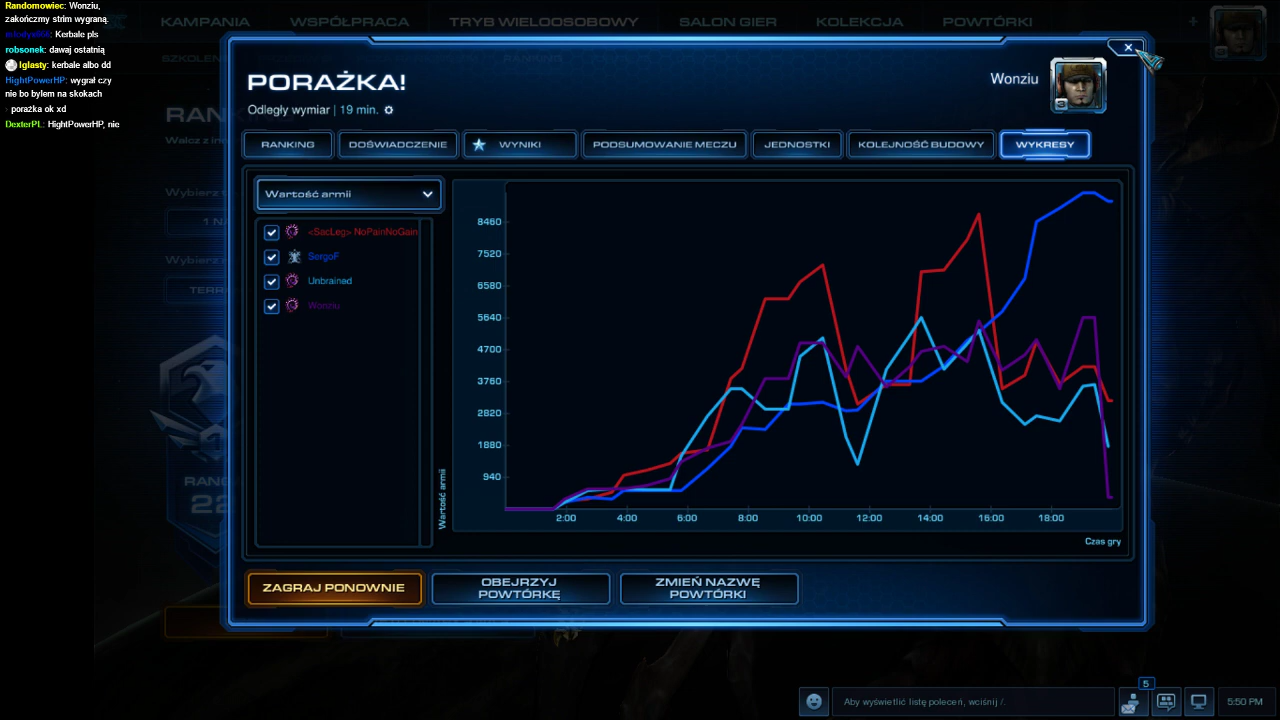 Randomowiec: Wonziu,
zakończmy strim wygraną.
mlodya666: Kerbale pls
robsonek: dawaj ostatnią
Iglasty: kerbale albo dd
HightPowerHP: wygrał czy
nie bo bylem na skokach
: porażka ok xd
DexterPL: HightPowerHP, nie
KAMPANIA
WSPÓŁPRACA
TRYB WIELOOSOBOWY
SALON GIER
KOLEKCJA
POWTÓRKI
PORAŻKA!
Wonziu
Odległy wymiar | 19 min.
RANKING
DOŚWIADCZENIE
WYNIKI
PODSUMOWANIE MECZU
JEDNOSTKI
KOLEJNOŚĆ BUDOWY
WYKRESY
Wartość armii
<SacLeg> NoPainNoGain
SergoF
Unbrained
Wonziu
8460
7520
6580
5640
4700
3760
2820
1880
940
Wartość armii
2:00
4:00
6:00
8:00
10:00
12:00
14:00
16:00
18:00
Czas gry
ZAGRAJ PONOWNIE
OBEJRZYJ
POWTÓRKĘ
ZMIEŃ NAZWĘ
POWTÓRKI
Aby wyświetlić listę poleceń, wciśnij /.
5
5:50 PM